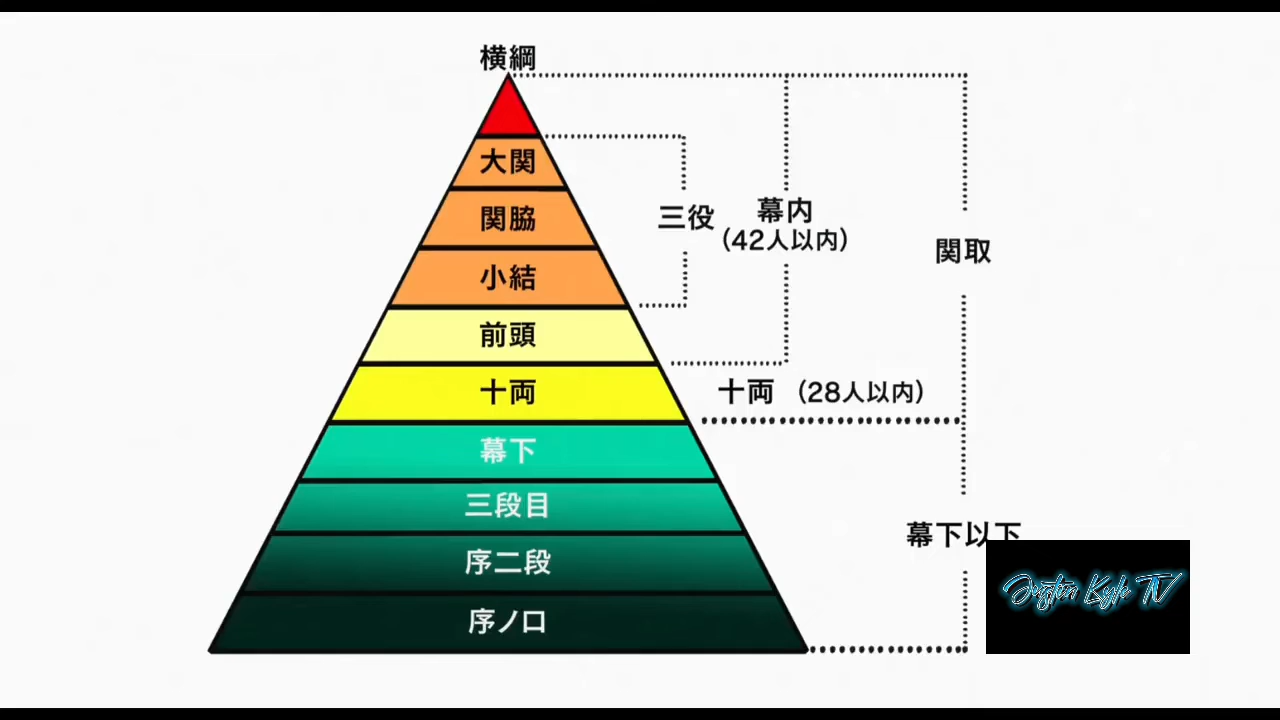 横綱
大関
関脇
小結
前頭
十両
幕下
三段目
序二段
序ノ口
三役
幕内
(42人以内)
関取
十両 (28人以内)
幕下以下
Kyle TV